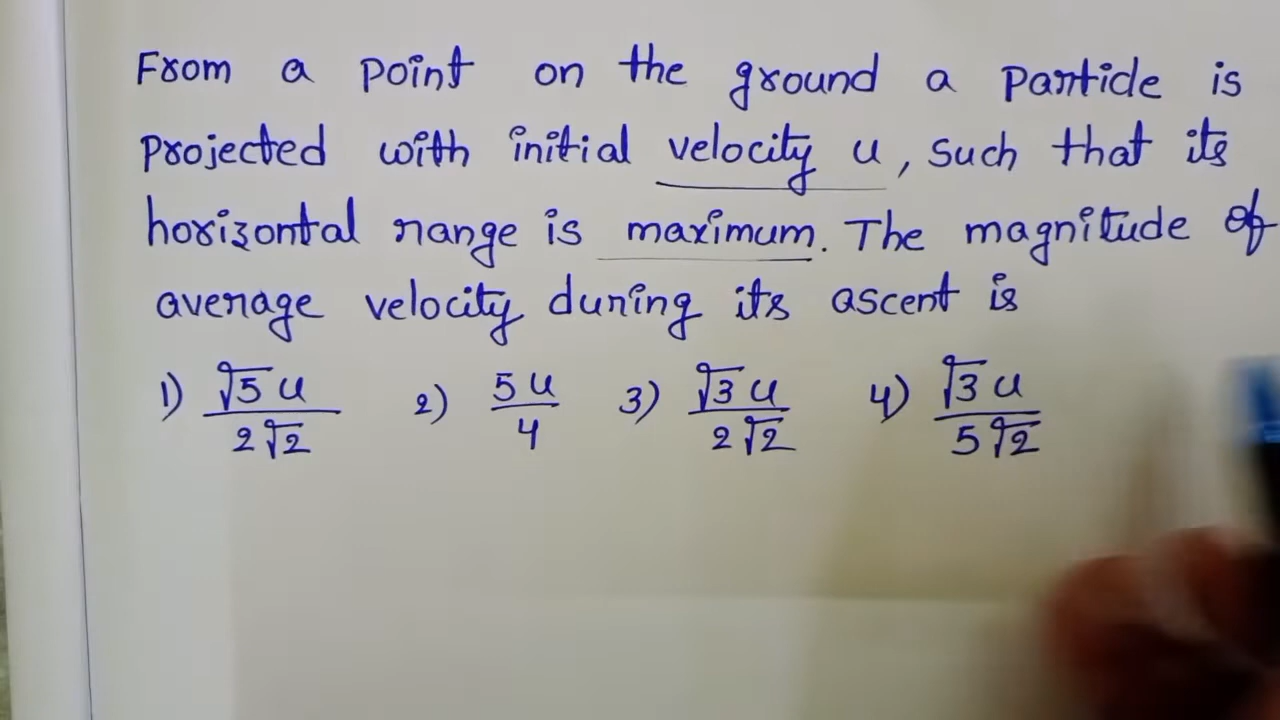 From a point on the ground a particle is
projected with initial velocity u, such that its
horizontal range is maximum. The magnitude of
average velocity during its ascent is
1) √5 u / 2√2 2) 5u / 4 3) √3 u / 2√2 4) √3 u / 5√2